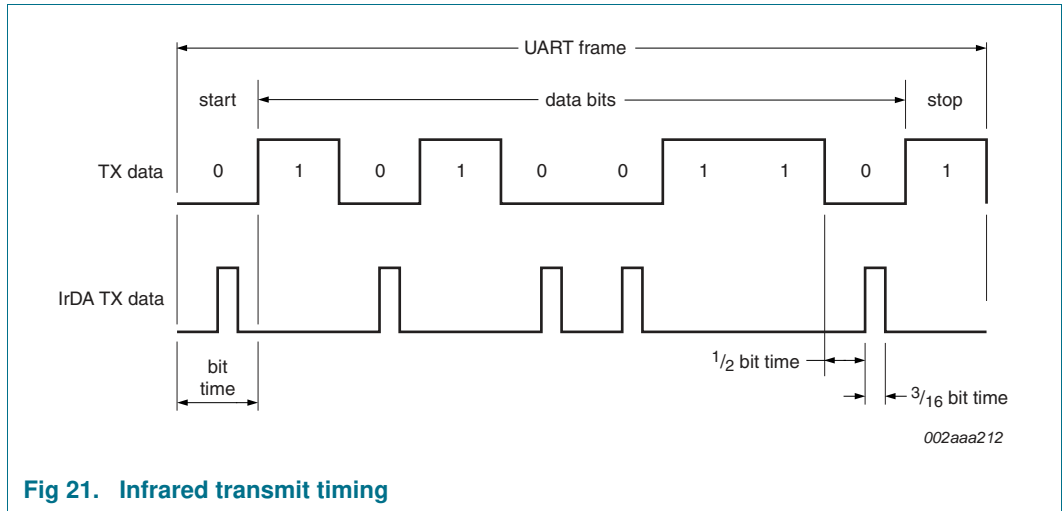 UART frame
start data bits stop
TX data 0 1 0 1 0 0 1 1 0 1
IrDA TX data
bit
time
1/2 bit time
3/16 bit time
002aaa212
Fig 21. Infrared transmit timing